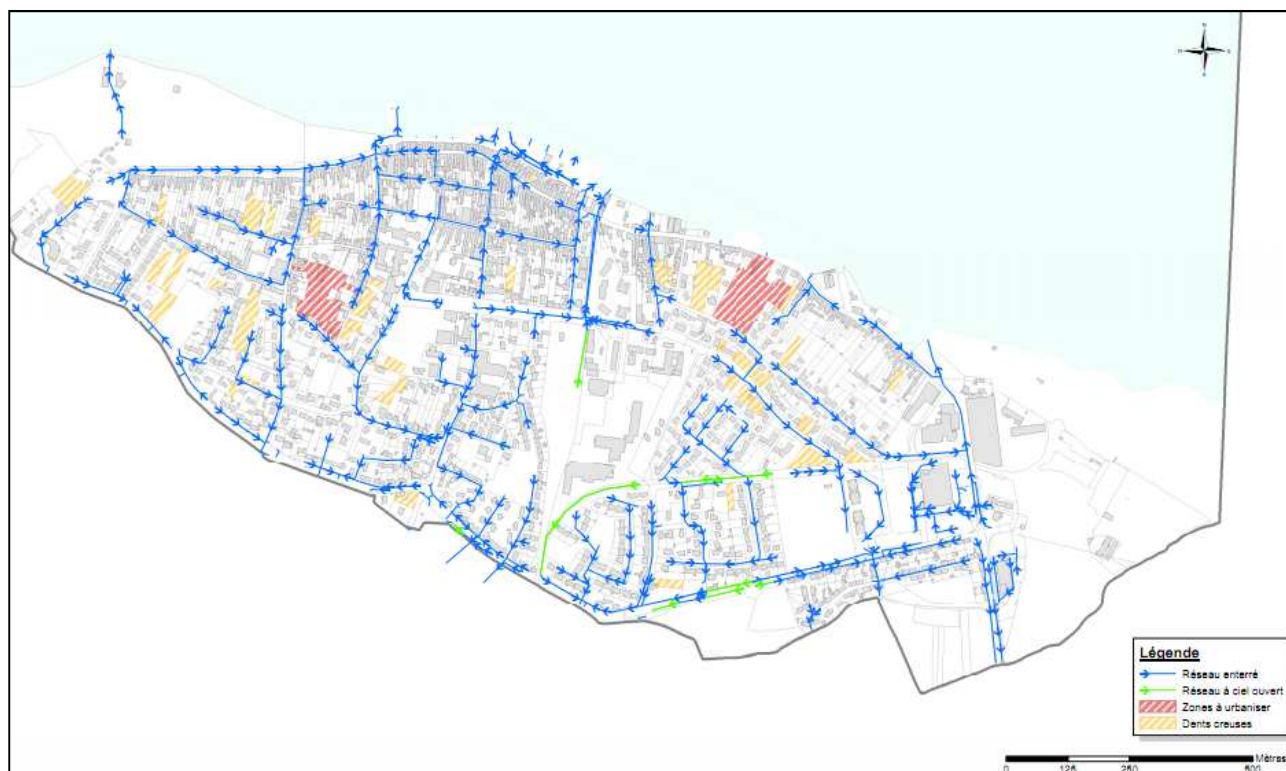 N
O
E
S
Légende
Réseau enterré
Réseau à ciel ouvert
Zones à urbaniser
Dents creuses
Mètres
0 125 250 500